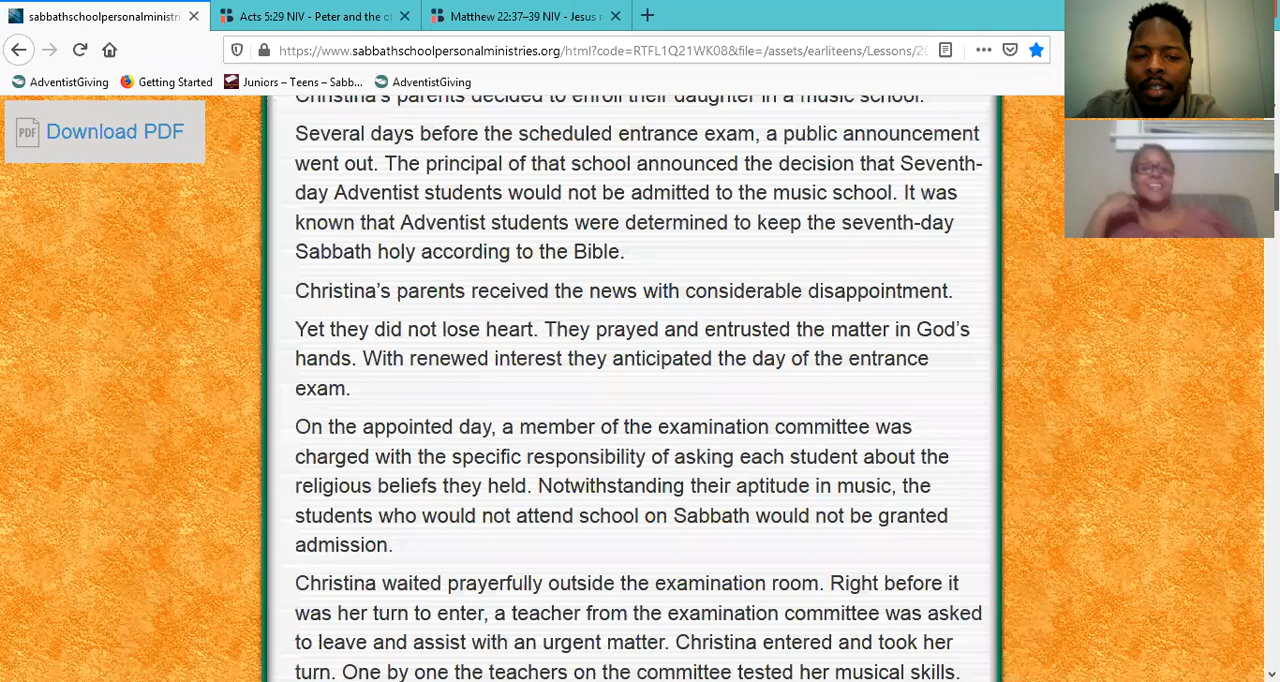 sabbathschoolpersonalministri
Acts 5:29 NIV - Peter and the o
Matthew 22:37–39 NIV - Jesus r
https://www.sabbathschoolpersonalministries.org/html?code=RTFL1Q21WK08&file=/assets/earliteens/Lessons/2
AdventistGiving
Getting Started
Juniors – Teens – Sabb...
AdventistGiving
PDF
Download PDF
Christina's parents decided to enroll their daughter in a music school.
Several days before the scheduled entrance exam, a public announcement
went out. The principal of that school announced the decision that Seventh-
day Adventist students would not be admitted to the music school. It was
known that Adventist students were determined to keep the seventh-day
Sabbath holy according to the Bible.
Christina's parents received the news with considerable disappointment.
Yet they did not lose heart. They prayed and entrusted the matter in God's
hands. With renewed interest they anticipated the day of the entrance
exam.
On the appointed day, a member of the examination committee was
charged with the specific responsibility of asking each student about the
religious beliefs they held. Notwithstanding their aptitude in music, the
students who would not attend school on Sabbath would not be granted
admission.
Christina waited prayerfully outside the examination room. Right before it
was her turn to enter, a teacher from the examination committee was asked
to leave and assist with an urgent matter. Christina entered and took her
turn. One by one the teachers on the committee tested her musical skills.